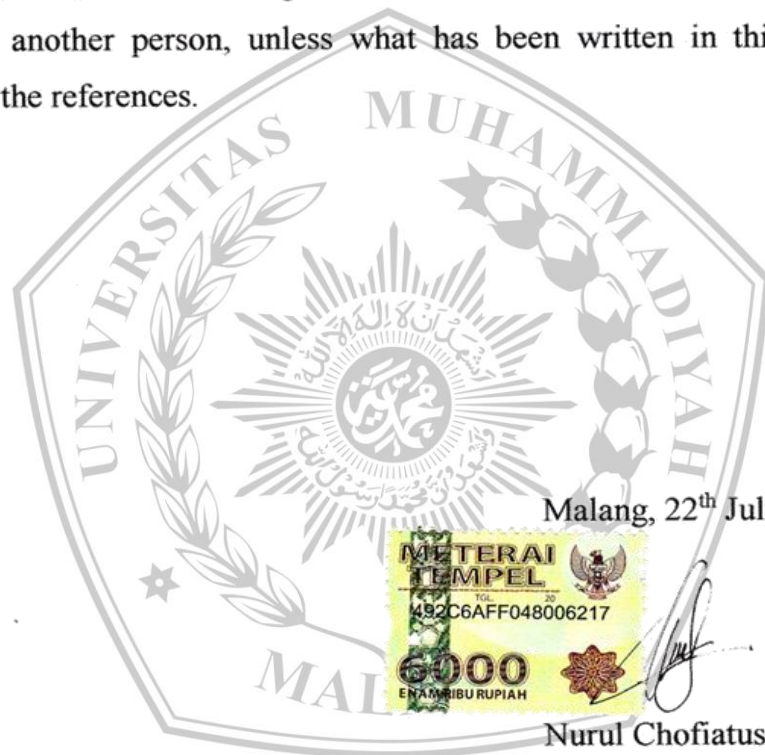 another person, unless what has been written in thi
the references.
UNIVERSITAS MUHAMMADIYAH
MALANG
Malang, 22th Jul
METERAI
TEMPEL
TGL. 20
492C6AFF048006217
6000
ENAM RIBU RUPIAH
Nurul Chofiatus